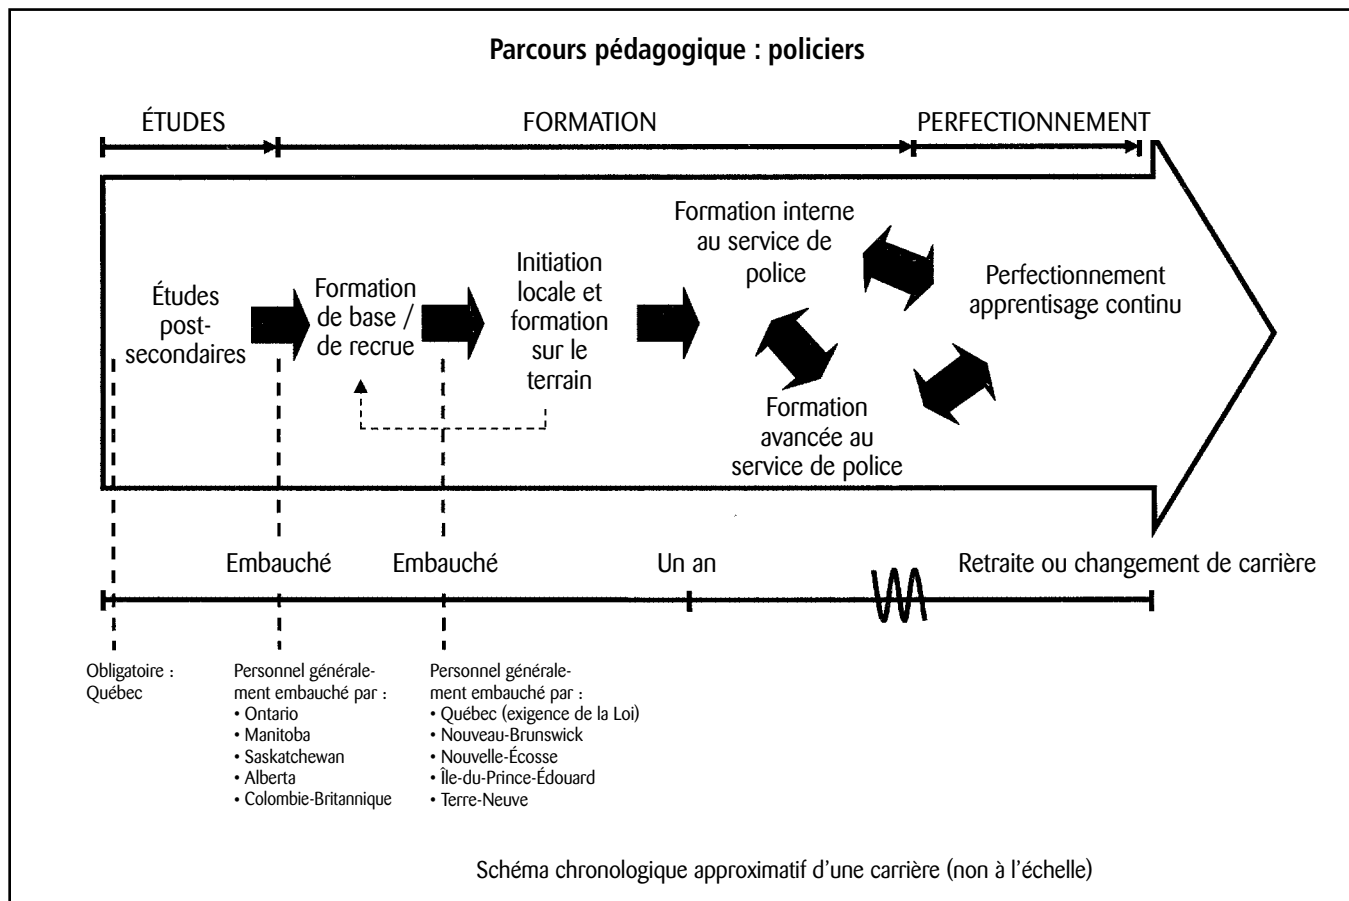 Parcours pédagogique : policiers
ÉTUDES
FORMATION
PERFECTIONNEMENT
Études
post-
secondaires
Formation
de base /
de recrue
Initiation
locale et
formation
sur le
terrain
Formation interne
au service de
police
Formation
avancée au
service de police
Perfectionnement
apprentisage continu
Embauché
Embauché
Un an
Retraite ou changement de carrière
Obligatoire :
Québec
Personnel générale-
ment embauché par :
• Ontario
• Manitoba
• Saskatchewan
• Alberta
• Colombie-Britannique
Personnel générale-
ment embauché par :
• Québec (exigence de la Loi)
• Nouveau-Brunswick
• Nouvelle-Écosse
• Île-du-Prince-Édouard
• Terre-Neuve
Schéma chronologique approximatif d'une carrière (non à l'échelle)